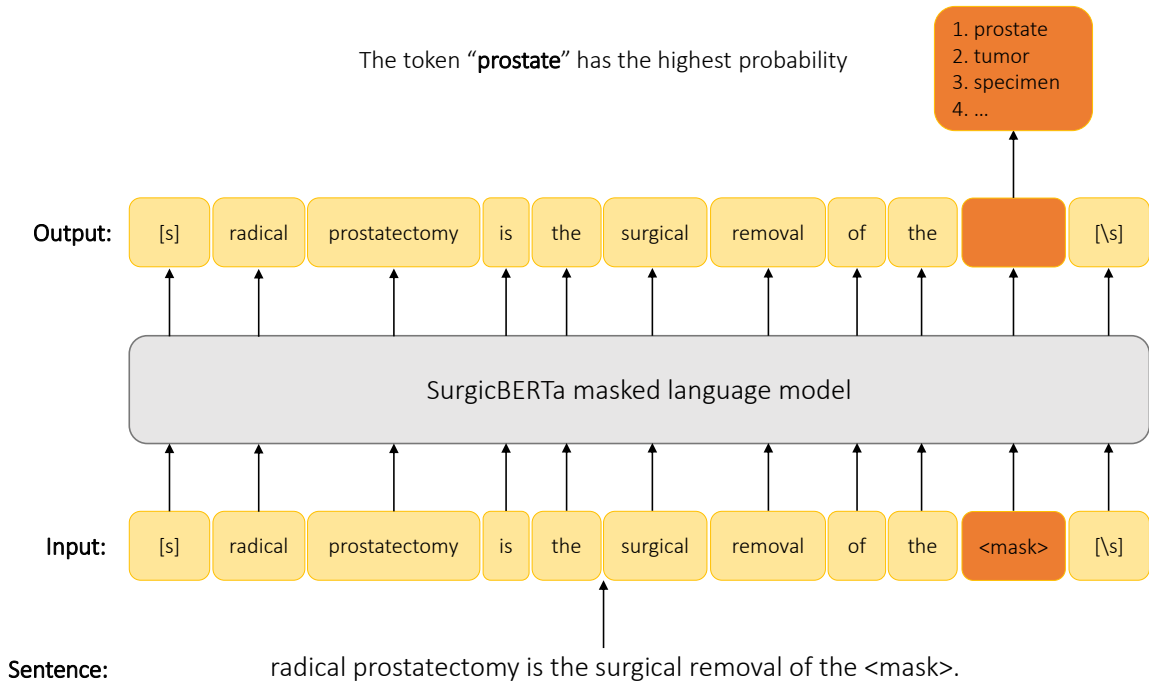 The token “prostate” has the highest probability
1. prostate
2. tumor
3. specimen
4. ...
Output: [s] radical prostatectomy is the surgical removal of the [\s]
SurgicBERTa masked language model
Input: [s] radical prostatectomy is the surgical removal of the <mask> [\s]
Sentence: radical prostatectomy is the surgical removal of the <mask>.